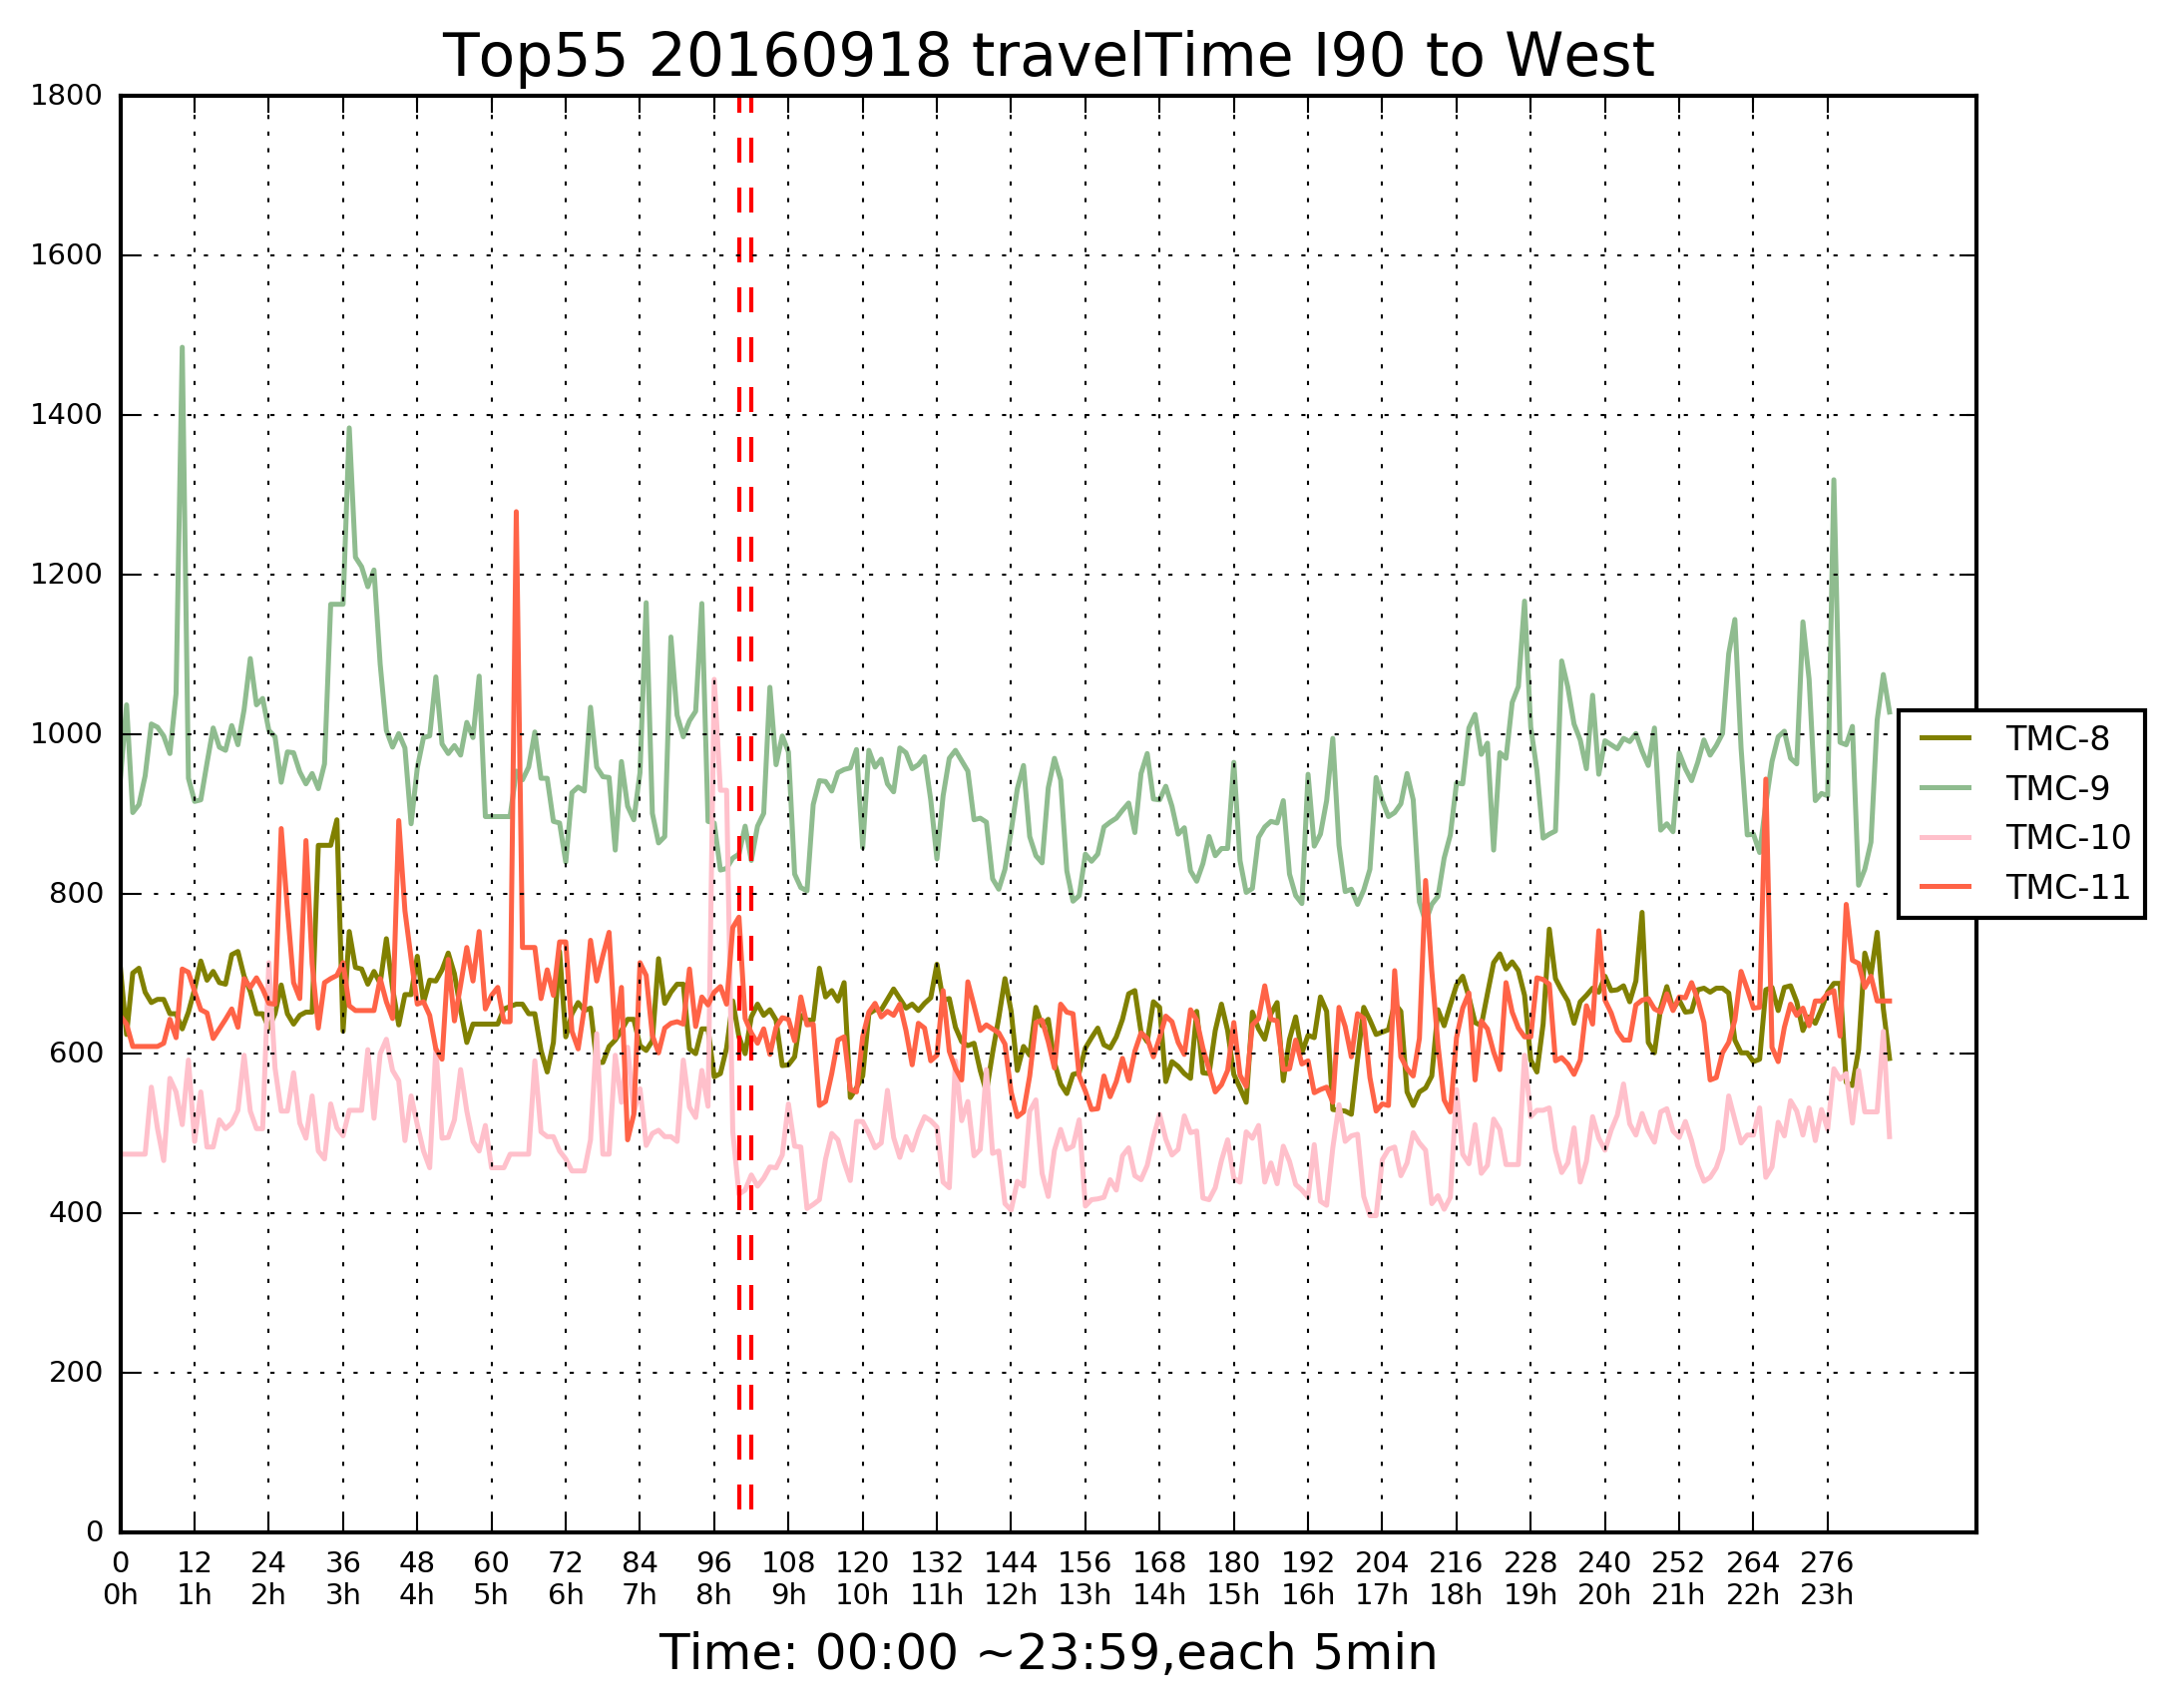 Top55 20160918 travelTime I90 to West
1800
1600
1400
1200
1000
800
600
400
200
0
TMC-8
TMC-9
TMC-10
TMC-11
0 12 24 36 48 60 72 84 96 108 120 132 144 156 168 180 192 204 216 228 240 252 264 276
0h 1h 2h 3h 4h 5h 6h 7h 8h 9h 10h 11h 12h 13h 14h 15h 16h 17h 18h 19h 20h 21h 22h 23h
Time: 00:00 ~23:59,each 5min